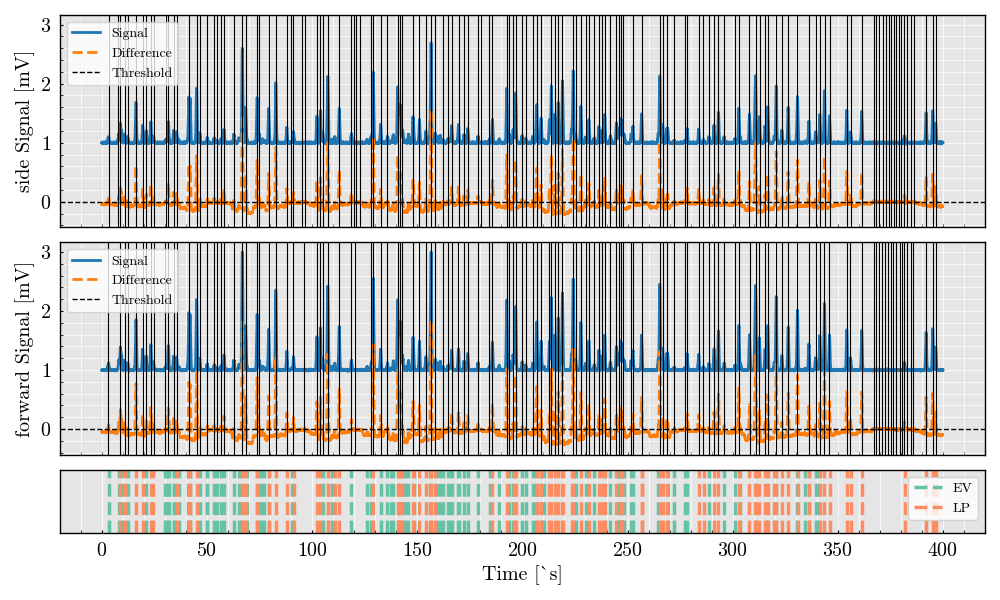 3
2
1
0
side Signal [mV]
Signal
Difference
Threshold
3
2
1
0
forward Signal [mV]
Signal
Difference
Threshold
EV
LP
0 50 100 150 200 250 300 350 400
Time [`s]